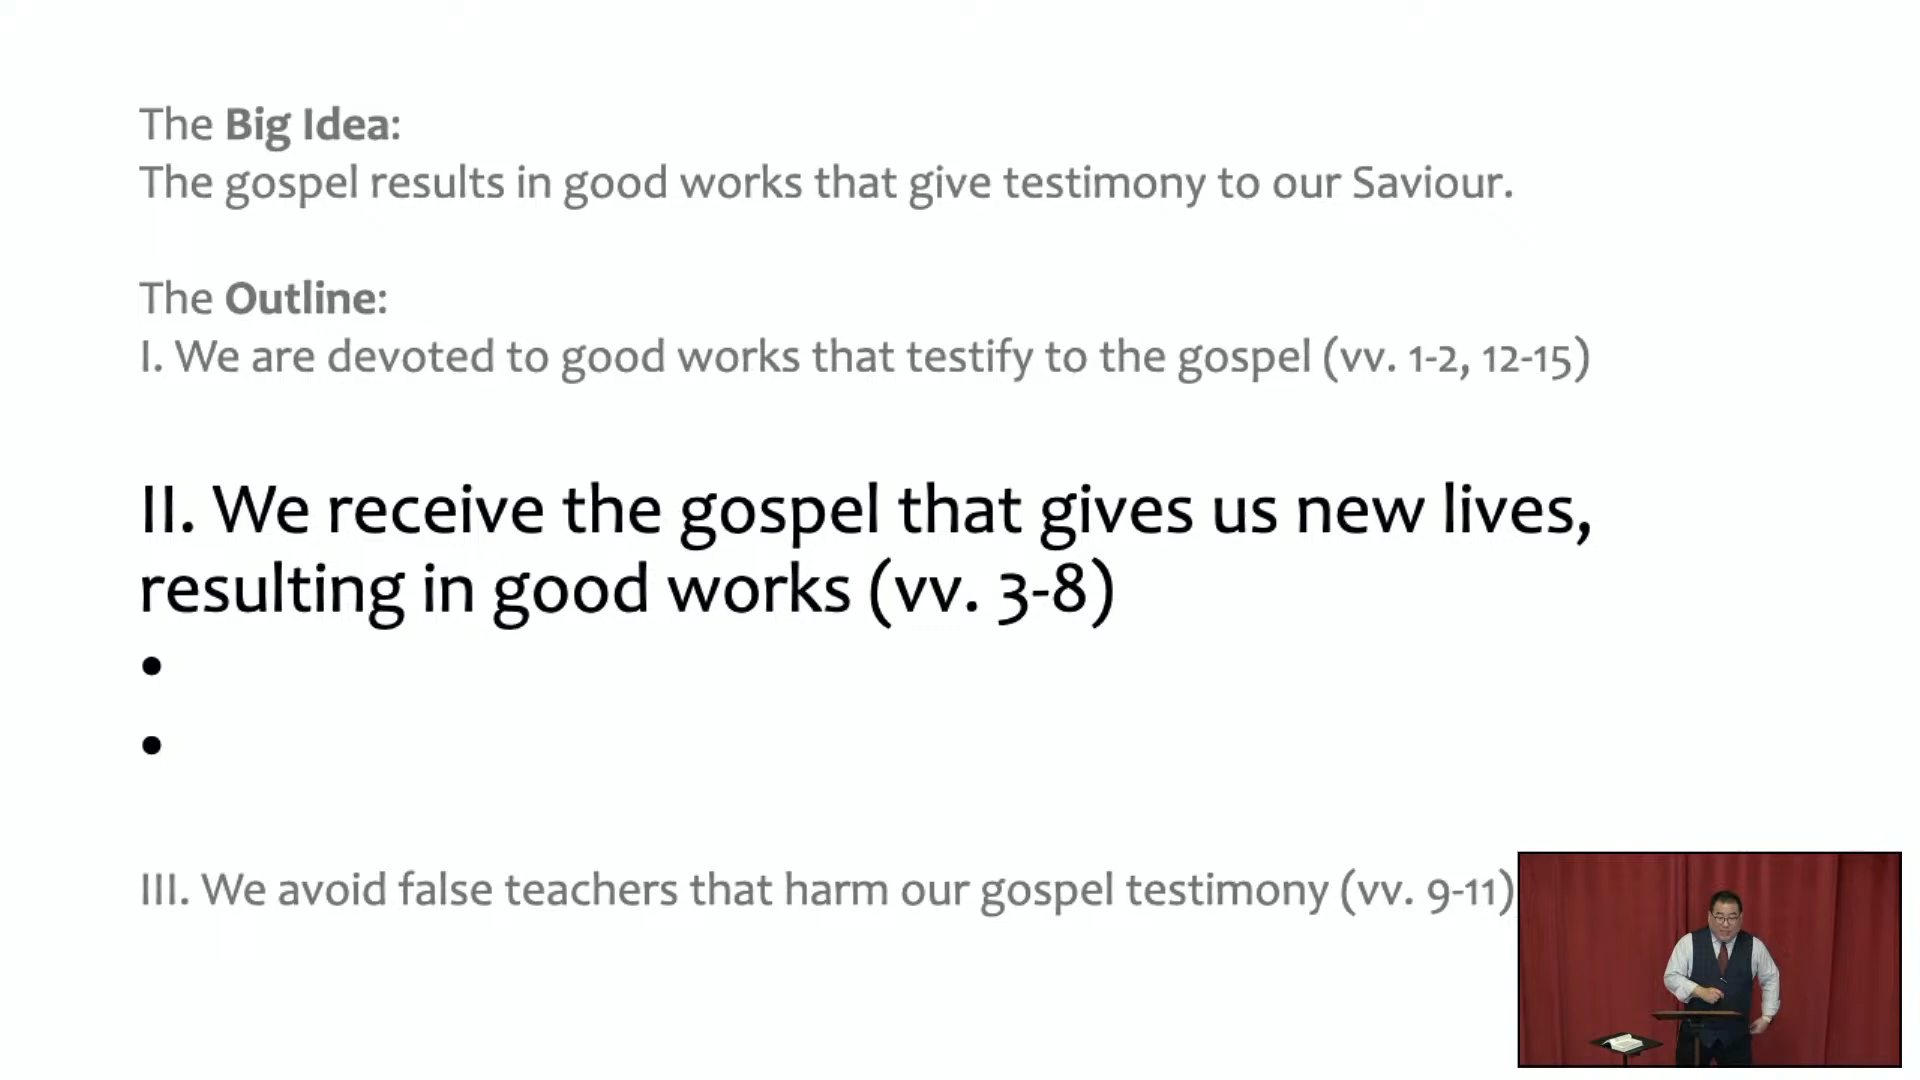 The Big Idea:
The gospel results in good works that give testimony to our Saviour.
The Outline:
I. We are devoted to good works that testify to the gospel (vv. 1-2, 12-15)
II. We receive the gospel that gives us new lives,
resulting in good works (vv. 3-8)
•
•
III. We avoid false teachers that harm our gospel testimony (vv. 9-11)